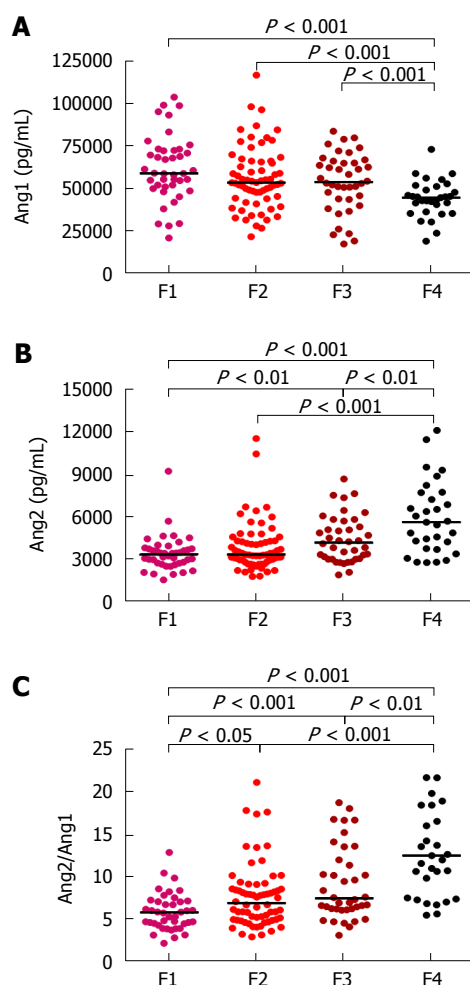 A
P < 0.001
P < 0.001
P < 0.001
Ang1 (pg/mL)
125000
100000
75000
50000
25000
0
F1 F2 F3 F4
B
P < 0.001
P < 0.01 P < 0.01
P < 0.001
Ang2 (pg/mL)
15000
12000
9000
6000
3000
0
F1 F2 F3 F4
C
P < 0.001
P < 0.001 P < 0.01
P < 0.05 P < 0.001
Ang2/Ang1
25
20
15
10
5
0
F1 F2 F3 F4